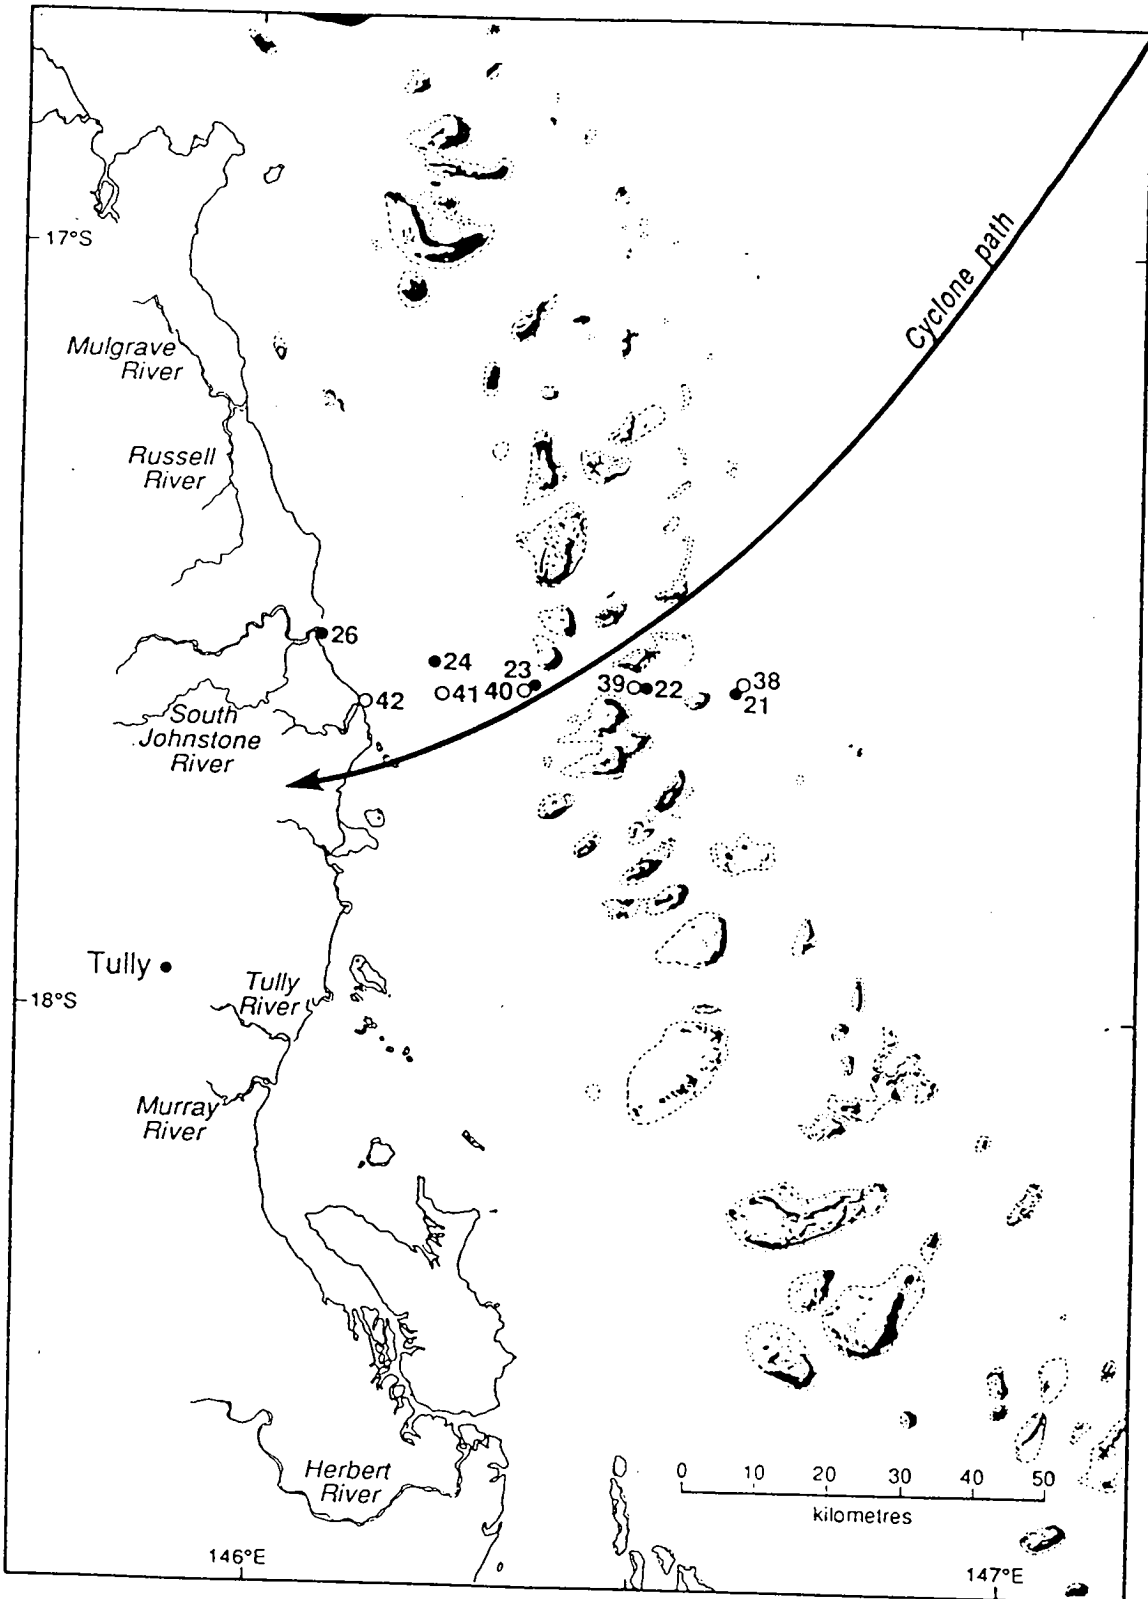 17°S
Cyclone path
Mulgrave
River
Russell
River
26
24
23
42
41
40
39
22
38
21
South
Johnstone
River
Tully
Tully
River
18°S
Murray
River
Herbert
River
0 10 20 30 40 50
kilometres
146°E
147°E